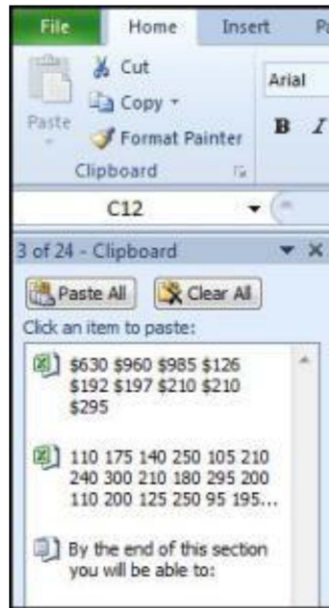 File Home Insert Pa
Cut
Copy
Paste
Format Painter
Clipboard
Arial
B I
C12
3 of 24 - Clipboard
Paste All Clear All
Click an item to paste:
$630 $960 $985 $126
$192 $197 $210 $210
$295
110 175 140 250 105 210
240 300 210 180 295 200
110 200 125 250 95 195...
By the end of this section
you will be able to: